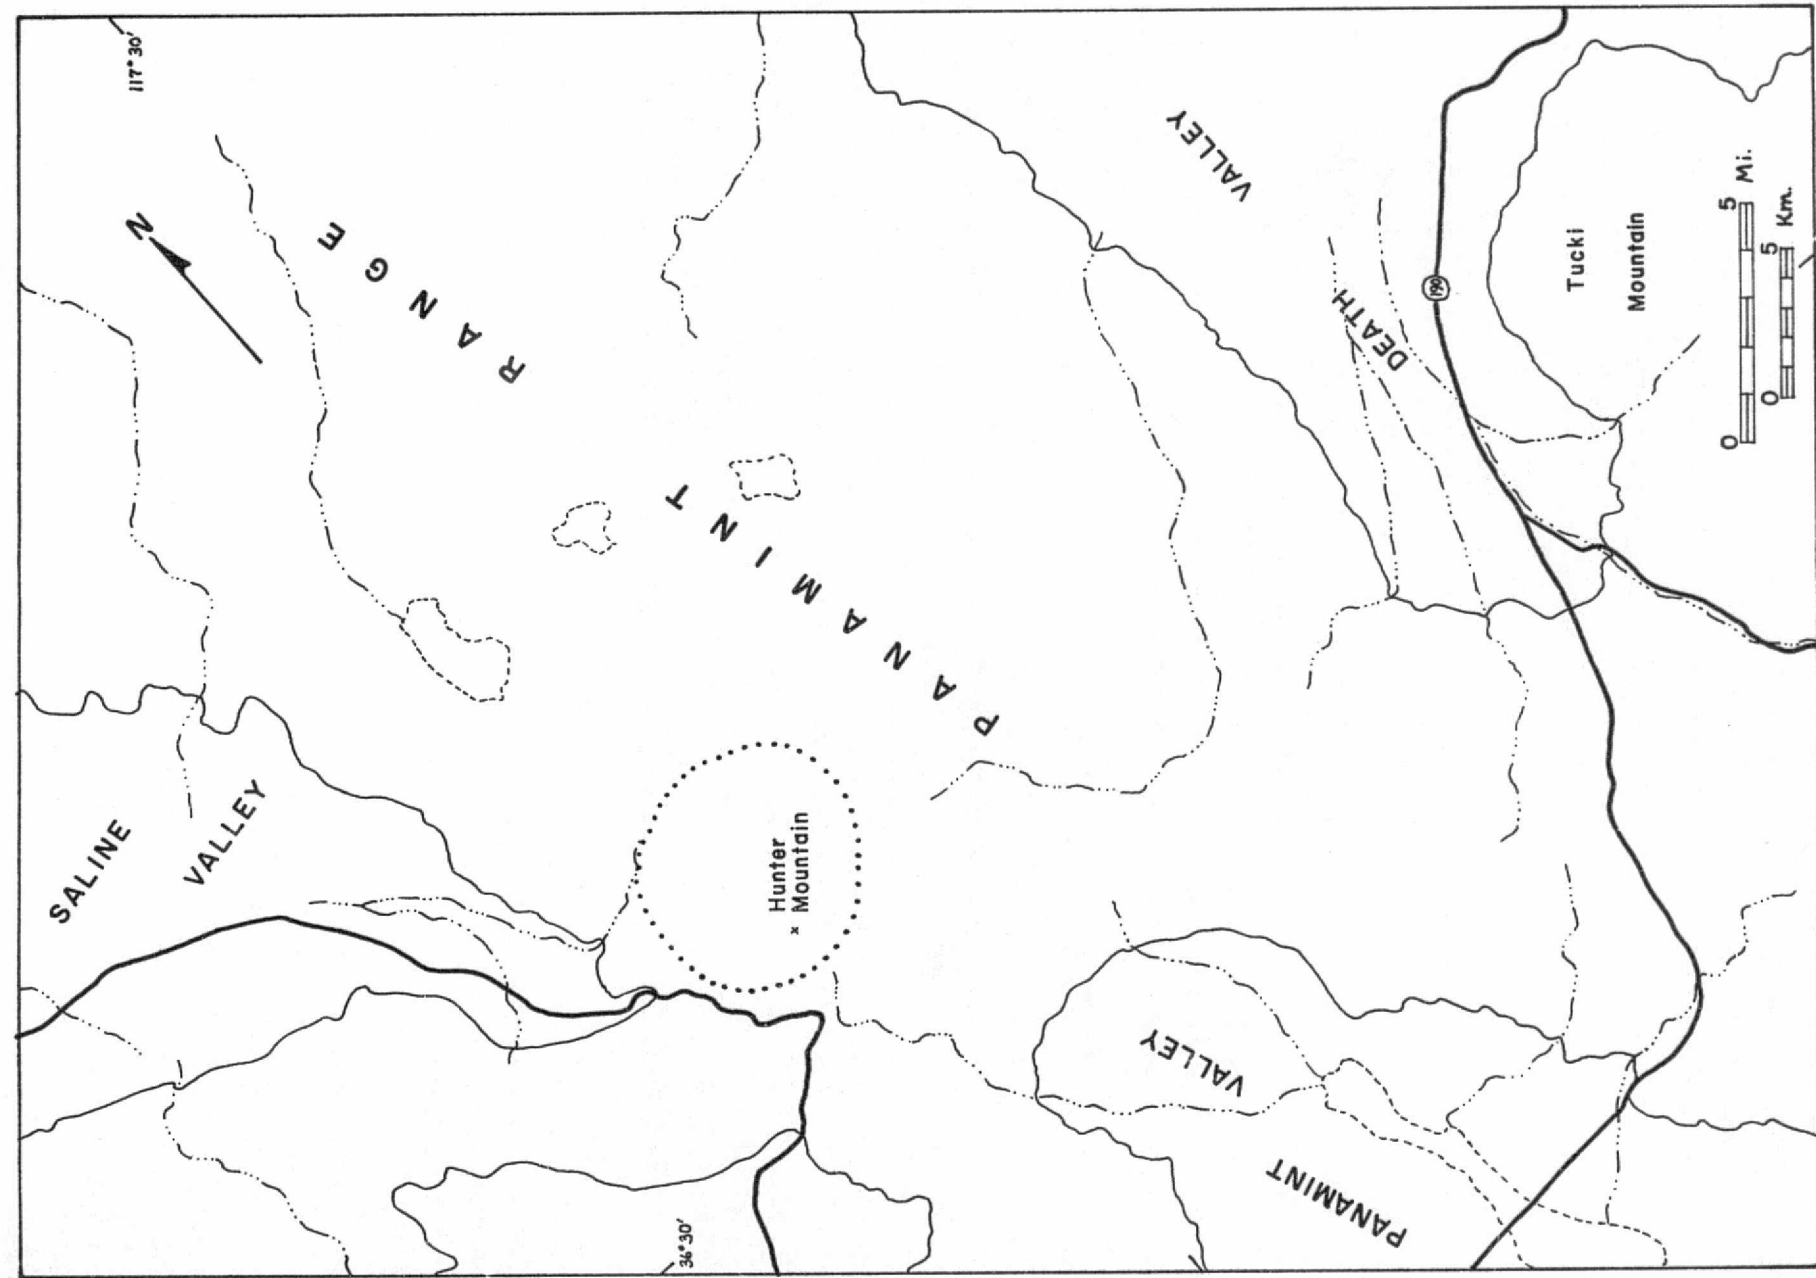 117° 30'
N
PANAMINT RANGE
DEATH VALLEY
190
Tucki
Mountain
0 5 Mi.
0 5 Km.
SALINE
VALLEY
Hunter
Mountain
x
PANAMINT VALLEY
36° 30'